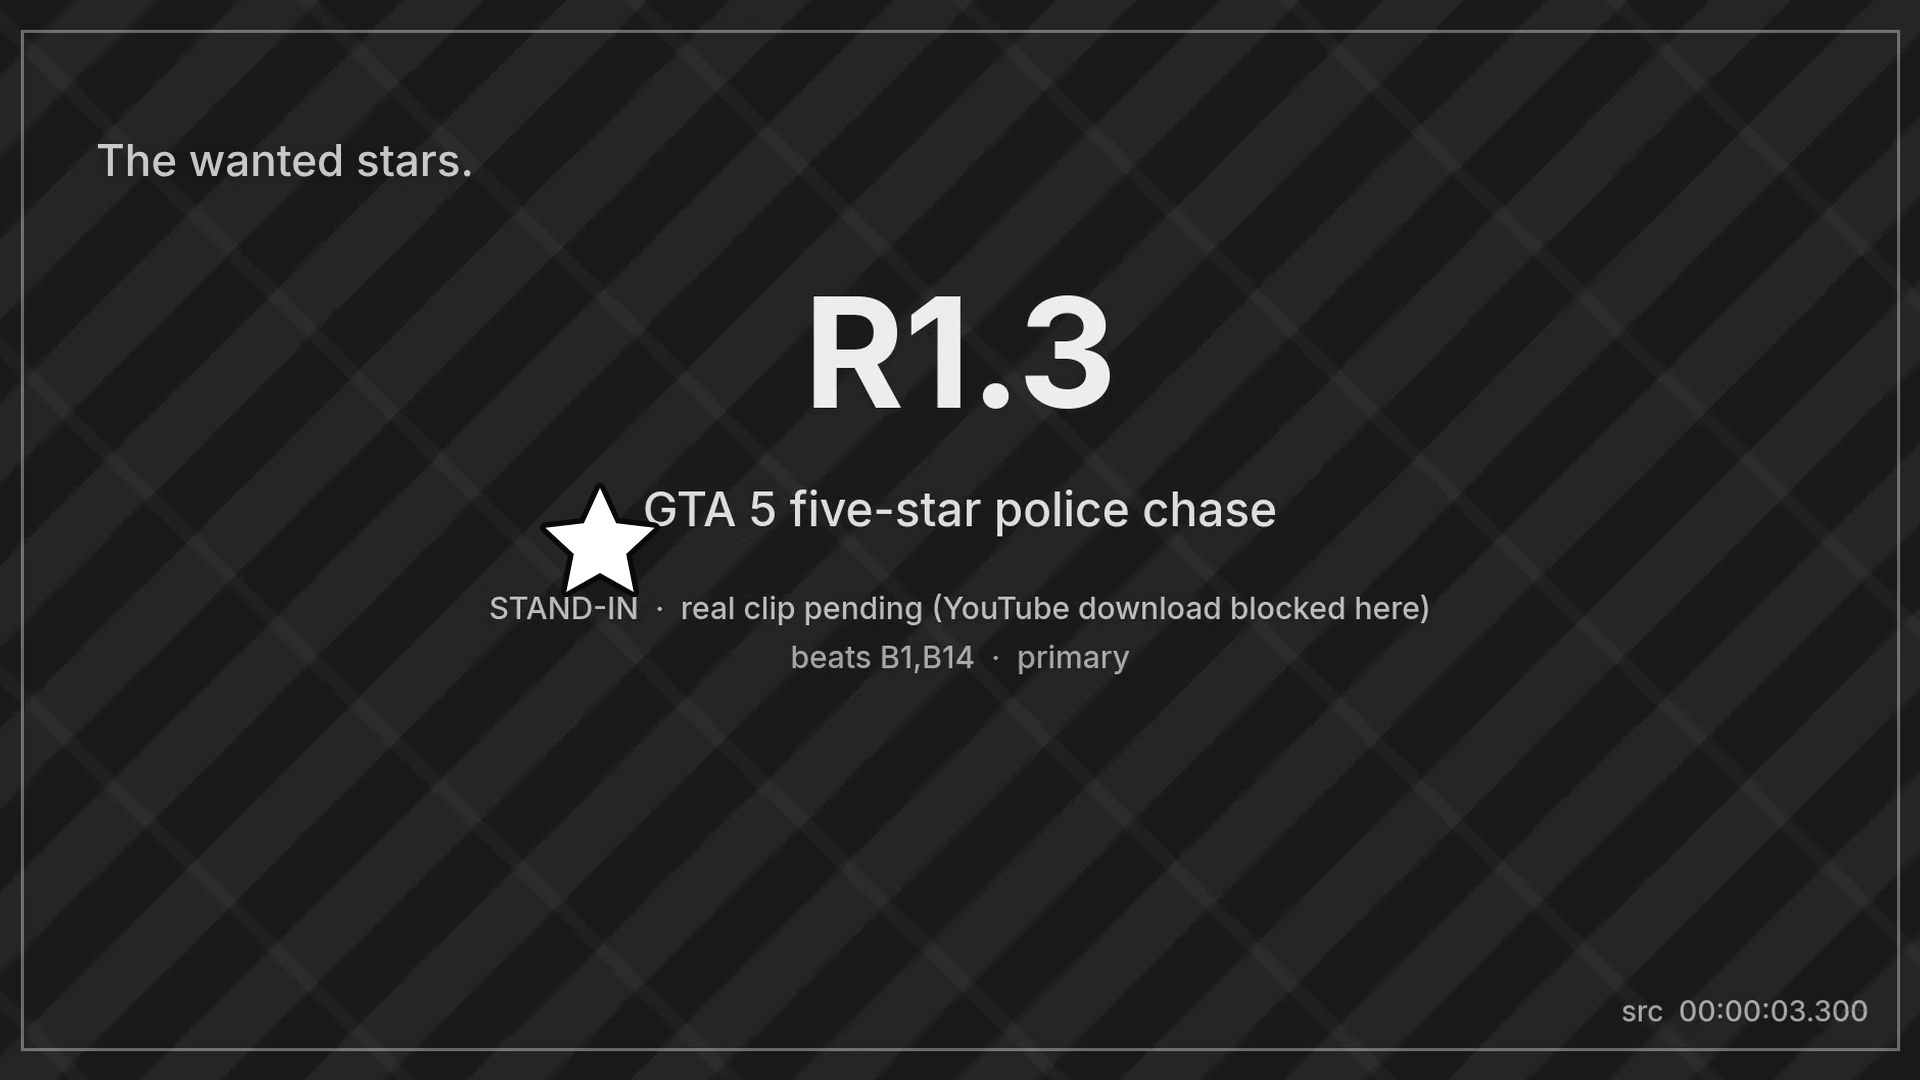 The wanted stars.
R1.3
GTA 5 five-star police chase
STAND-IN · real clip pending (YouTube download blocked here)
beats B1,B14 · primary
src 00:00:03.300